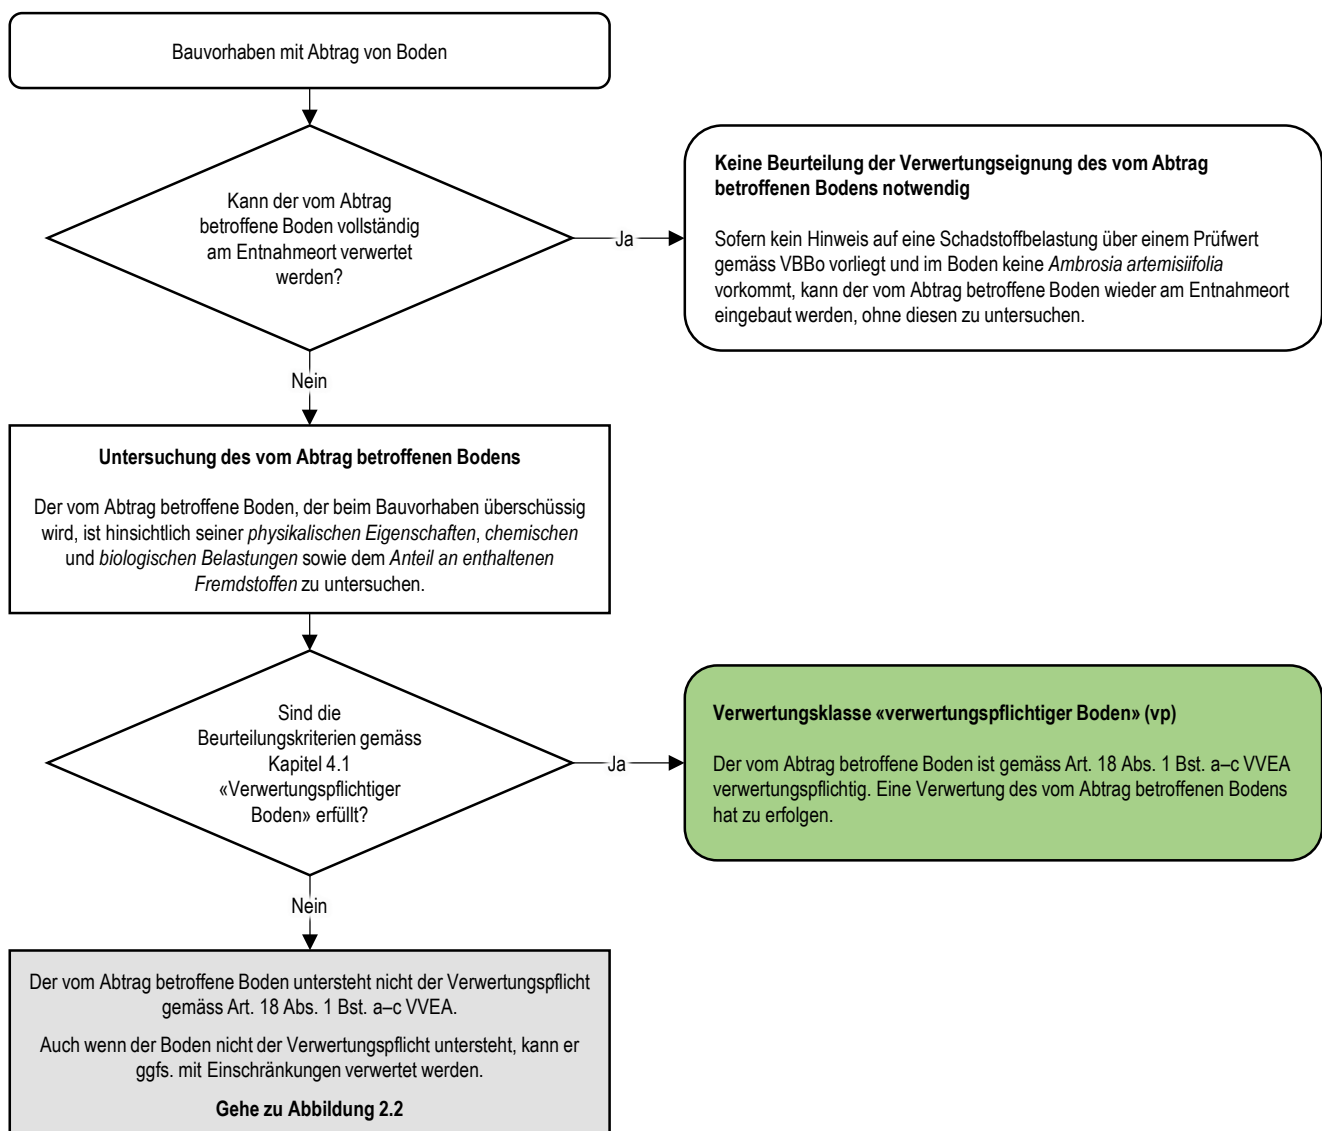 Bauvorhaben mit Abtrag von Boden
Kann der vom Abtrag
betroffene Boden vollständig
am Entnahmeort verwertet
werden?
Ja
Keine Beurteilung der Verwertungseignung des vom Abtrag
betroffenen Bodens notwendig
Sofern kein Hinweis auf eine Schadstoffbelastung über einem Prüfwert
gemäss VBBo vorliegt und im Boden keine Ambrosia artemisiifolia
vorkommt, kann der vom Abtrag betroffene Boden wieder am Entnahmeort
eingebaut werden, ohne diesen zu untersuchen.
Nein
Untersuchung des vom Abtrag betroffenen Bodens
Der vom Abtrag betroffene Boden, der beim Bauvorhaben überschüssig
wird, ist hinsichtlich seiner physikalischen Eigenschaften, chemischen
und biologischen Belastungen sowie dem Anteil an enthaltenen
Fremdstoffen zu untersuchen.
Sind die
Beurteilungskriterien gemäss
Kapitel 4.1
«Verwertungspflichtiger
Boden» erfüllt?
Ja
Verwertungsklasse «verwertungspflichtiger Boden» (vp)
Der vom Abtrag betroffene Boden ist gemäss Art. 18 Abs. 1 Bst. a–c VVEA
verwertungspflichtig. Eine Verwertung des vom Abtrag betroffenen Bodens
hat zu erfolgen.
Nein
Der vom Abtrag betroffene Boden untersteht nicht der Verwertungspflicht
gemäss Art. 18 Abs. 1 Bst. a–c VVEA.
Auch wenn der Boden nicht der Verwertungspflicht untersteht, kann er
ggfs. mit Einschränkungen verwertet werden.
Gehe zu Abbildung 2.2